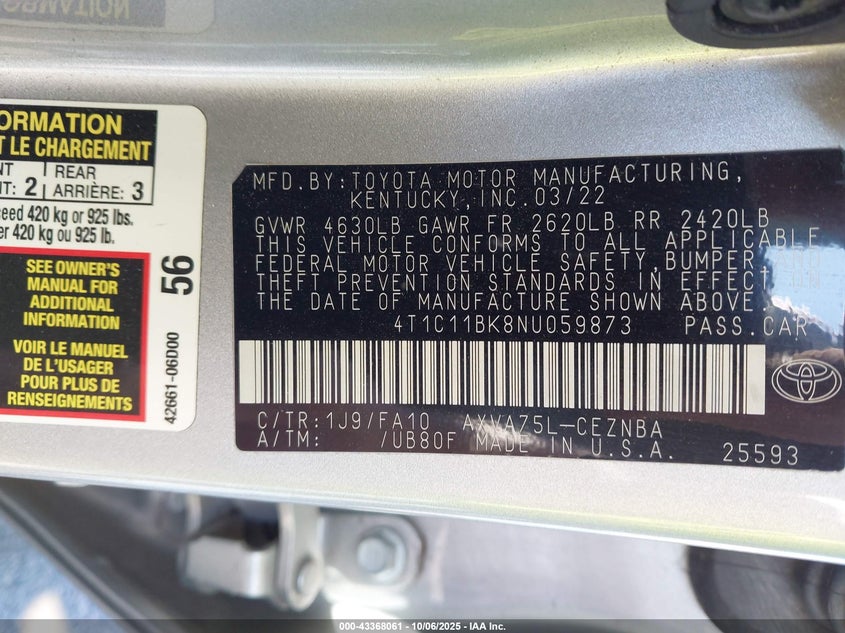 ORMATION
T LE CHARGEMENT
NT
T: 2
REAR
ARRIÈRE: 3
ceed 420 kg or 925 lbs.
er 420 kg ou 925 lb.
SEE OWNER'S
MANUAL FOR
ADDITIONAL
INFORMATION
VOIR LE MANUEL
DE L'USAGER
POUR PLUS DE
RENSEIGNEMENTS
56
42661-06D00
MFD.BY:TOYOTA MOTOR MANUFACTURING,
KENTUCKY,INC.03/22
GVWR 4630LB GAWR FR 2620LB RR 2420LB
THIS VEHICLE CONFORMS TO ALL APPLICABLE
FEDERAL MOTOR VEHICLE SAFETY,BUMPER,AND
THEFT PREVENTION STANDARDS IN EFFECT ON
THE DATE OF MANUFACTURE SHOWN ABOVE.
4T1C11BK8NU059873 PASS.CAR
C/TR:1J9/FA10 AXVA75L-CEZNBA
A/TM: /UB80F MADE IN U.S.A. 25593
000-43368061 - 10/06/2025 - IAA Inc.